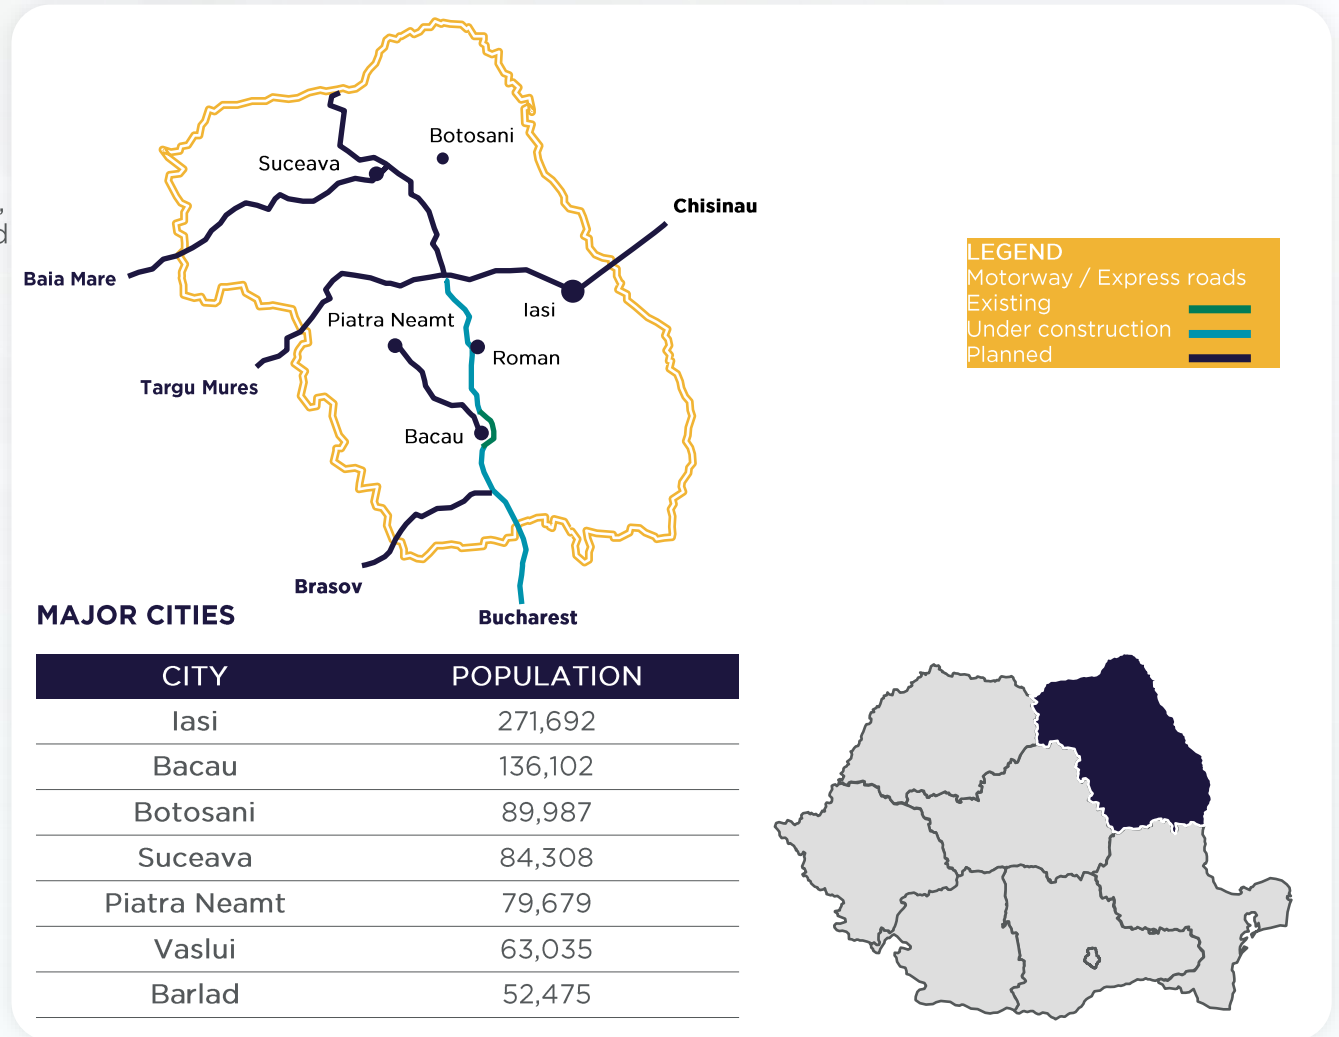 ,
d
Botosani
Suceava
Chisinau
Baia Mare
Iasi
Piatra Neamt
Roman
Targu Mures
Bacau
Brasov
Bucharest
LEGEND
Motorway / Express roads
Existing
Under construction
Planned
MAJOR CITIES
CITY POPULATION
Iasi 271,692
Bacau 136,102
Botosani 89,987
Suceava 84,308
Piatra Neamt 79,679
Vaslui 63,035
Barlad 52,475